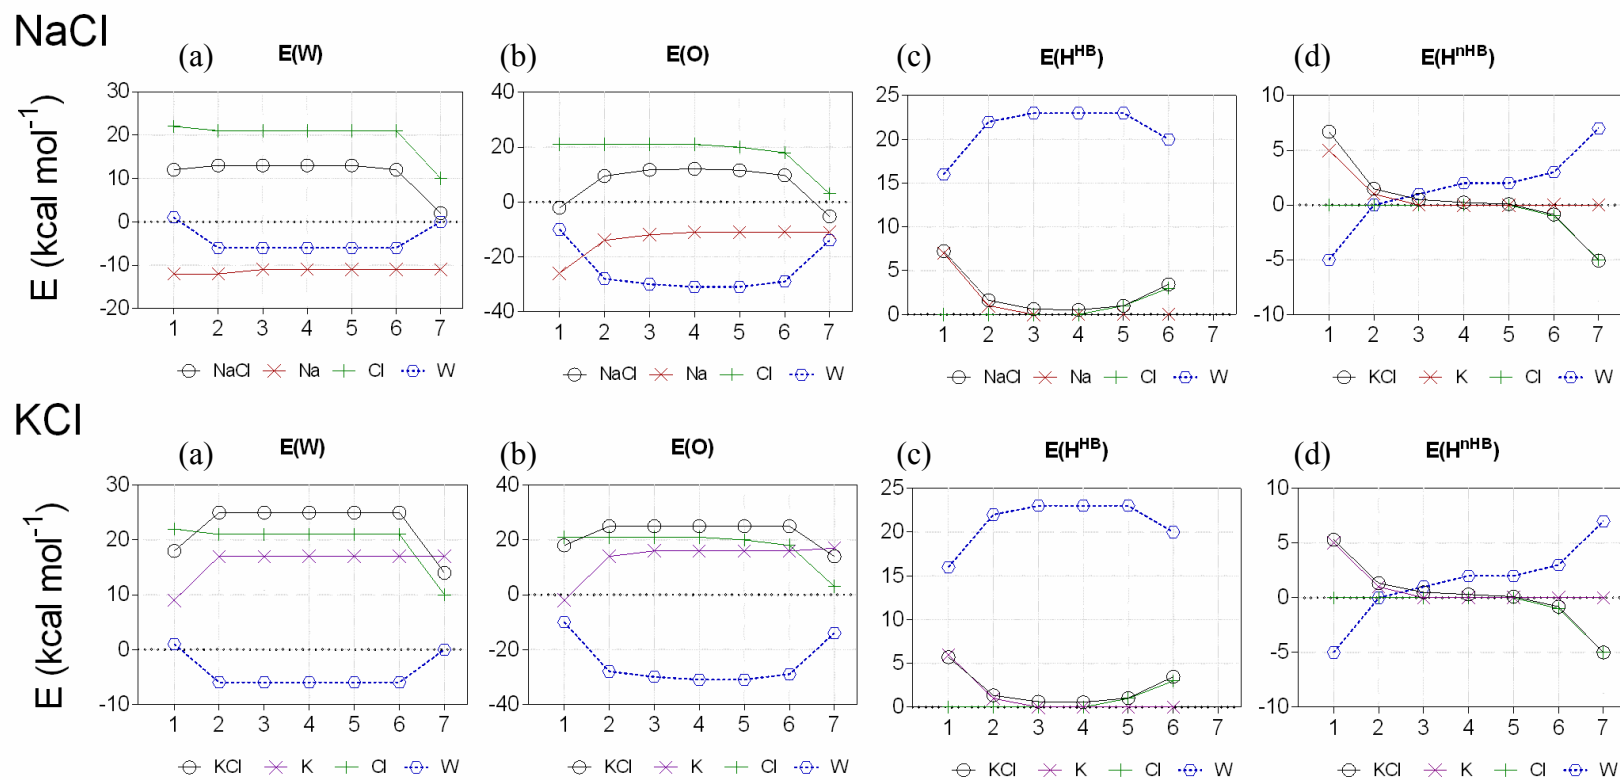 NaCl
(a) E(W) (b) E(O) (c) E(H^HB) (d) E(H^nHB)
E (kcal mol⁻¹)
30 20 10 0 -10 -20
40 20 0 -20 -40
25 20 15 10 5 0
10 5 0 -5 -10
1 2 3 4 5 6 7
1 2 3 4 5 6 7
1 2 3 4 5 6 7
1 2 3 4 5 6 7
NaCl Na Cl W
NaCl Na Cl W
NaCl Na Cl W
KCl K Cl W
KCl
(a) E(W) (b) E(O) (c) E(H^HB) (d) E(H^nHB)
E (kcal mol⁻¹)
30 20 10 0 -10
40 20 0 -20 -40
25 20 15 10 5 0
10 5 0 -5 -10
1 2 3 4 5 6 7
1 2 3 4 5 6 7
1 2 3 4 5 6 7
1 2 3 4 5 6 7
KCl K Cl W
KCl K Cl W
KCl K Cl W
KCl K Cl W